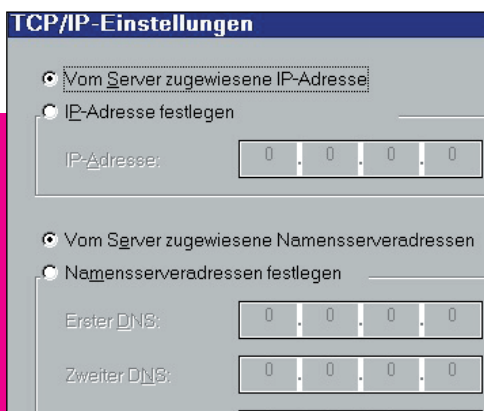 TCP/IP-Einstellungen
Vom Server zugewiesene IP-Adresse
IP-Adresse festlegen
IP-Adresse: 0 . 0 . 0 . 0
Vom Server zugewiesene Namensserveradressen
Namensserveradressen festlegen
Erster DNS: 0 . 0 . 0 . 0
Zweiter DNS: 0 . 0 . 0 . 0